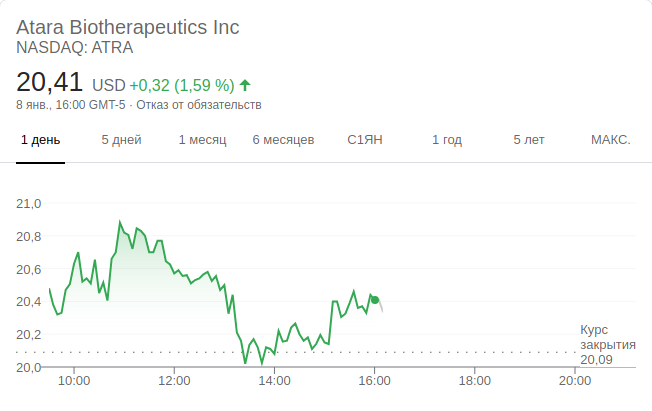 Atara Biotherapeutics Inc
NASDAQ: ATRA
20,41 USD +0,32 (1,59 %)
8 янв., 16:00 GMT-5 · Отказ от обязательств
1 день 5 дней 1 месяц 6 месяцев С1ЯН 1 год 5 лет МАКС.
21,0
20,8
20,6
20,4
20,2
20,0
Курс
закрытия
20,09
10:00 12:00 14:00 16:00 18:00 20:00